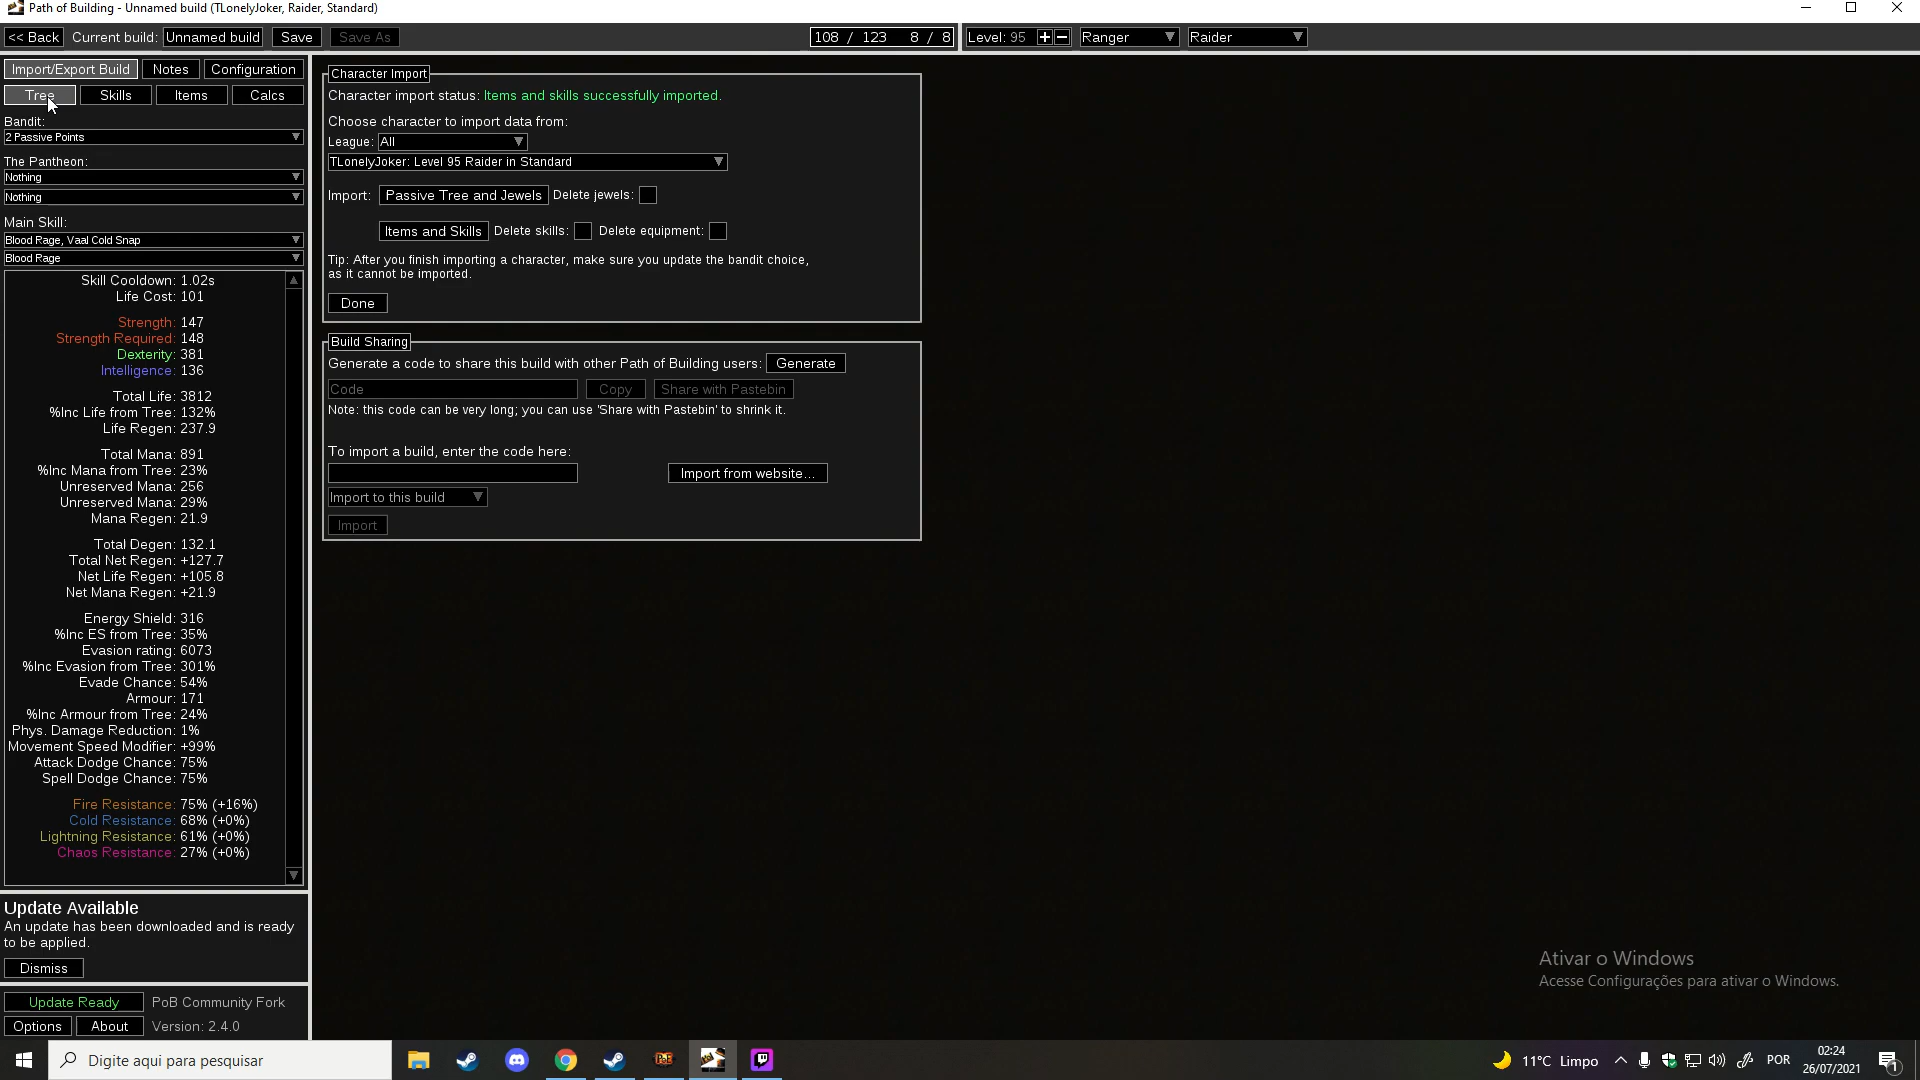 Path of Building - Unnamed build (TLonelyJoker, Raider, Standard)
<< Back Current build: Unnamed build Save Save As 108 / 123 8 / 8 Level: 95 + - Ranger Raider
Import/Export Build Notes Configuration
Tree Skills Items Calcs
Bandit:
2 Passive Points
The Pantheon:
Nothing
Nothing
Main Skill:
Blood Rage, Vaal Cold Snap
Blood Rage
Skill Cooldown: 1.02s
Life Cost: 101
Strength: 147
Strength Required: 148
Dexterity: 381
Intelligence: 136
Total Life: 3812
%Inc Life from Tree: 132%
Life Regen: 237.9
Total Mana: 891
%Inc Mana from Tree: 23%
Unreserved Mana: 256
Unreserved Mana: 29%
Mana Regen: 21.9
Total Degen: 132.1
Total Net Regen: +127.7
Net Life Regen: +105.8
Net Mana Regen: +21.9
Energy Shield: 316
%Inc ES from Tree: 35%
Evasion rating: 6073
%Inc Evasion from Tree: 301%
Evade Chance: 54%
Armour: 171
%Inc Armour from Tree: 24%
Phys. Damage Reduction: 1%
Movement Speed Modifier: +99%
Attack Dodge Chance: 75%
Spell Dodge Chance: 75%
Fire Resistance: 75% (+16%)
Cold Resistance: 68% (+0%)
Lightning Resistance: 61% (+0%)
Chaos Resistance: 27% (+0%)
Update Available
An update has been downloaded and is ready
to be applied.
Dismiss
Update Ready PoB Community Fork
Options About Version: 2.4.0
Character Import
Character import status: Items and skills successfully imported.
Choose character to import data from:
League: All
TLonelyJoker: Level 95 Raider in Standard
Import: Passive Tree and Jewels Delete jewels:
Items and Skills Delete skills: Delete equipment:
Tip: After you finish importing a character, make sure you update the bandit choice,
as it cannot be imported.
Done
Build Sharing
Generate a code to share this build with other Path of Building users: Generate
Code Copy Share with Pastebin
Note: this code can be very long; you can use 'Share with Pastebin' to shrink it.
To import a build, enter the code here:
Import from website...
Import to this build
Import
Ativar o Windows
Acesse Configurações para ativar o Windows.
Digite aqui para pesquisar
PoE
11°C Limpo
POR
02:24
26/07/2021
1